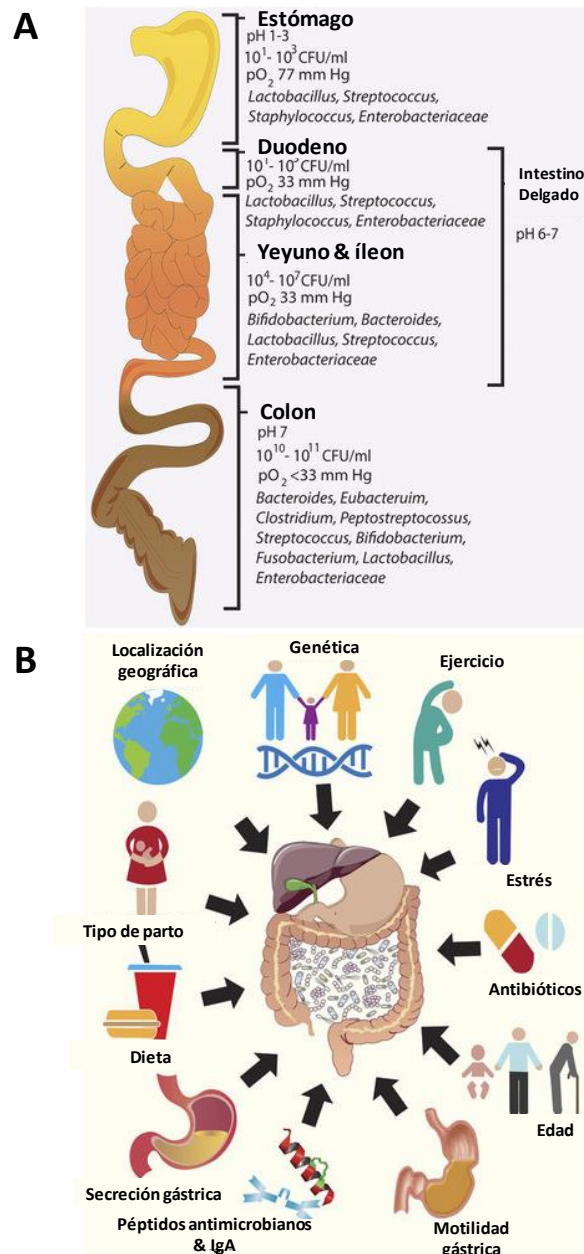 A
Estómago
pH 1-3
10¹- 10³ CFU/ml
pO₂ 77 mm Hg
Lactobacillus, Streptococcus,
Staphylococcus, Enterobacteriaceae
Duodeno
10¹- 10³ CFU/ml
pO₂ 33 mm Hg
Lactobacillus, Streptococcus,
Staphylococcus, Enterobacteriaceae
Intestino
Delgado
pH 6-7
Yeyuno & íleon
10⁴- 10⁷ CFU/ml
pO₂ 33 mm Hg
Bifidobacterium, Bacteroides,
Lactobacillus, Streptococcus,
Enterobacteriaceae
Colon
pH 7
10¹⁰- 10¹¹ CFU/ml
pO₂ <33 mm Hg
Bacteroides, Eubacteruim,
Clostridium, Peptostreptocossus,
Streptococcus, Bifidobacterium,
Fusobacterium, Lactobacillus,
Enterobacteriaceae
B
Localización
geográfica
Genética
Ejercicio
Estrés
Tipo de parto
Antibióticos
Dieta
Edad
Secreción gástrica
Péptidos antimicrobianos
& IgA
Motilidad
gástrica